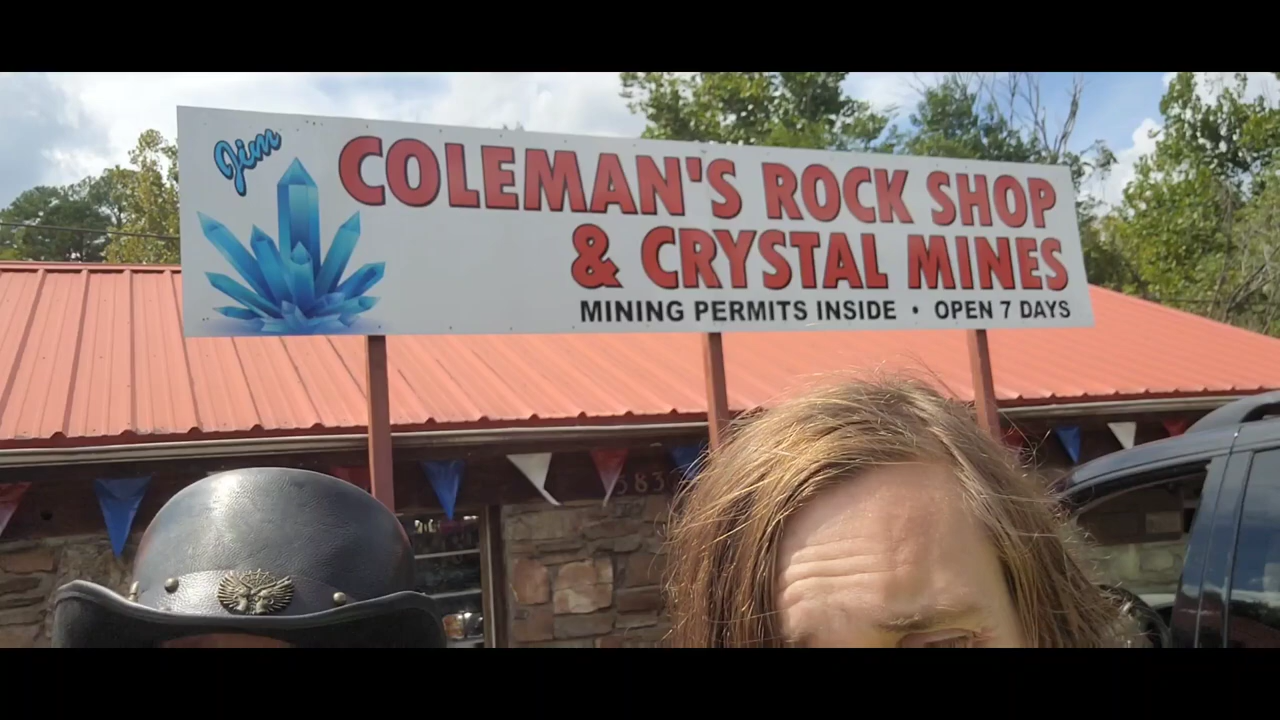 Jim
COLEMAN'S ROCK SHOP
& CRYSTAL MINES
MINING PERMITS INSIDE • OPEN 7 DAYS